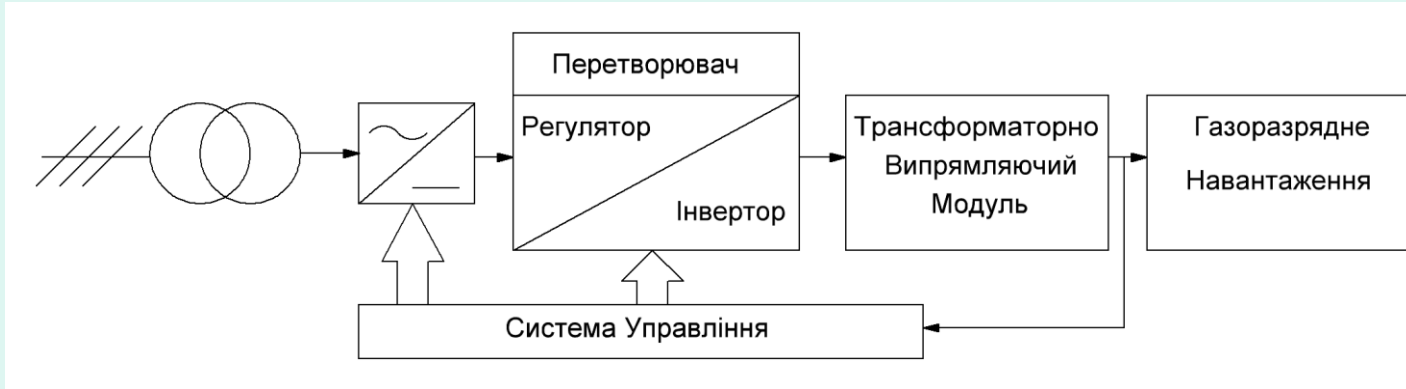 Перетворювач
Регулятор
Інвертор
Трансформаторно
Випрямляючий
Модуль
Газоразрядне
Навантаження
Система Управління